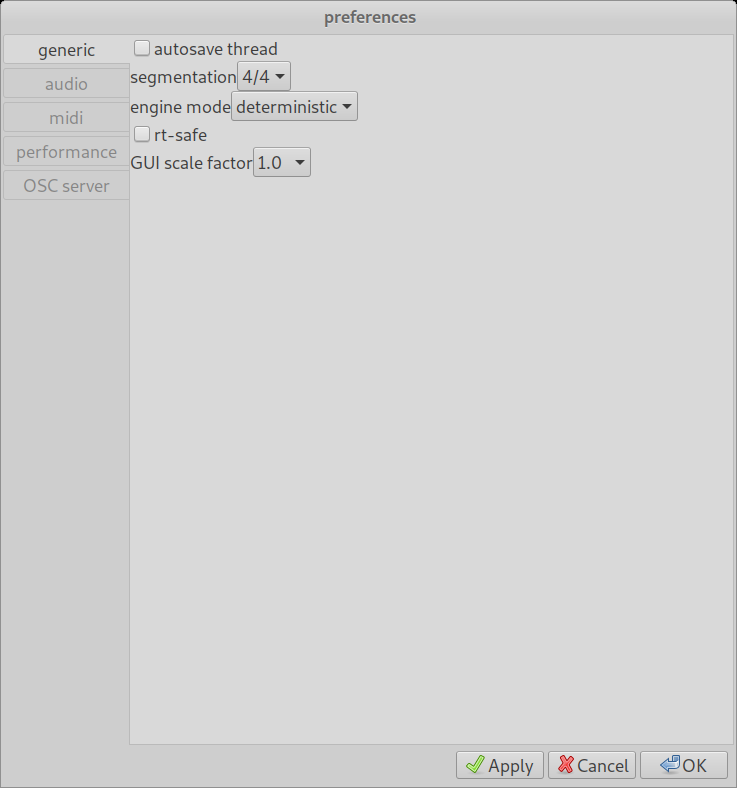 preferences
generic
audio
midi
performance
OSC server
autosave thread
segmentation 4/4
engine mode deterministic
rt-safe
GUI scale factor 1.0
Apply Cancel OK